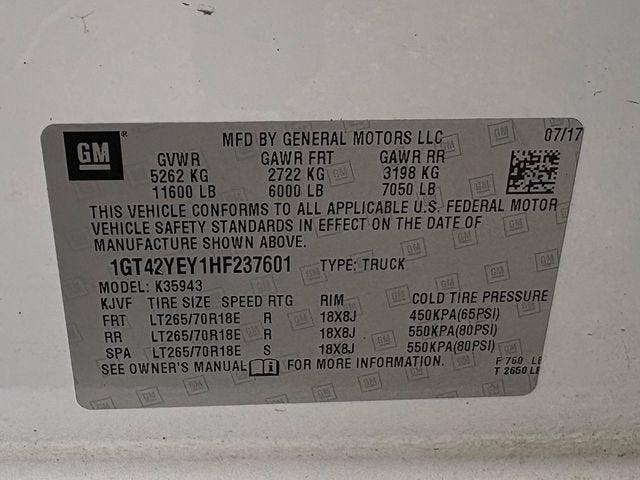 GM ® MFD BY GENERAL MOTORS LLC 07/17
GVWR GAWR FRT GAWR RR
5262 KG 2722 KG 3198 KG
11600 LB 6000 LB 7050 LB
THIS VEHICLE CONFORMS TO ALL APPLICABLE U.S. FEDERAL MOTOR
VEHICLE SAFETY STANDARDS IN EFFECT ON THE DATE OF
MANUFACTURE SHOWN ABOVE.
1GT42YEY1HF237601 TYPE: TRUCK
MODEL: K35943
KJVF TIRE SIZE SPEED RTG RIM COLD TIRE PRESSURE
FRT LT265/70R18E R 18X8J 450KPA(65PSI)
RR LT265/70R18E R 18X8J 550KPA(80PSI)
SPA LT265/70R18E S 18X8J 550KPA(80PSI)
SEE OWNER'S MANUAL FOR MORE INFORMATION.
F 760 LB
T 2650 LB